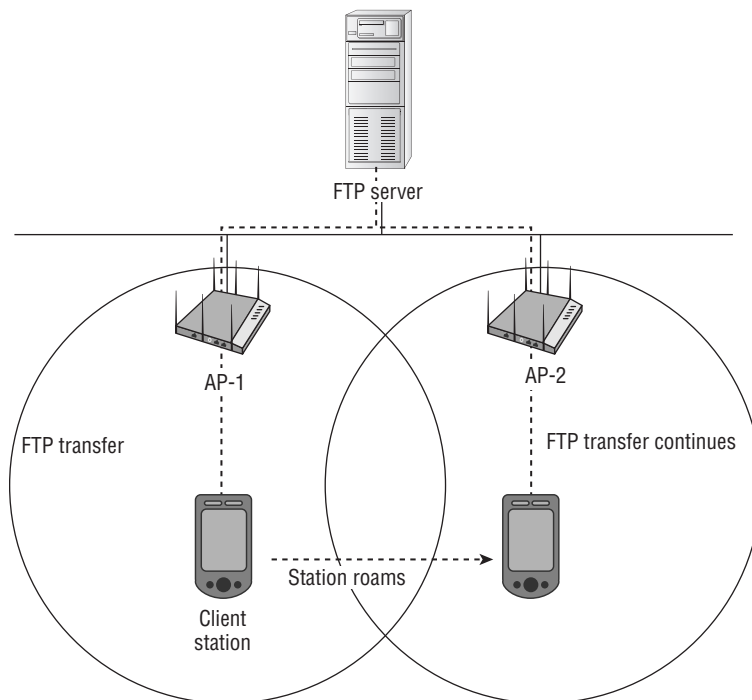 FTP server
AP-1
AP-2
FTP transfer
FTP transfer continues
Station roams
Client
station